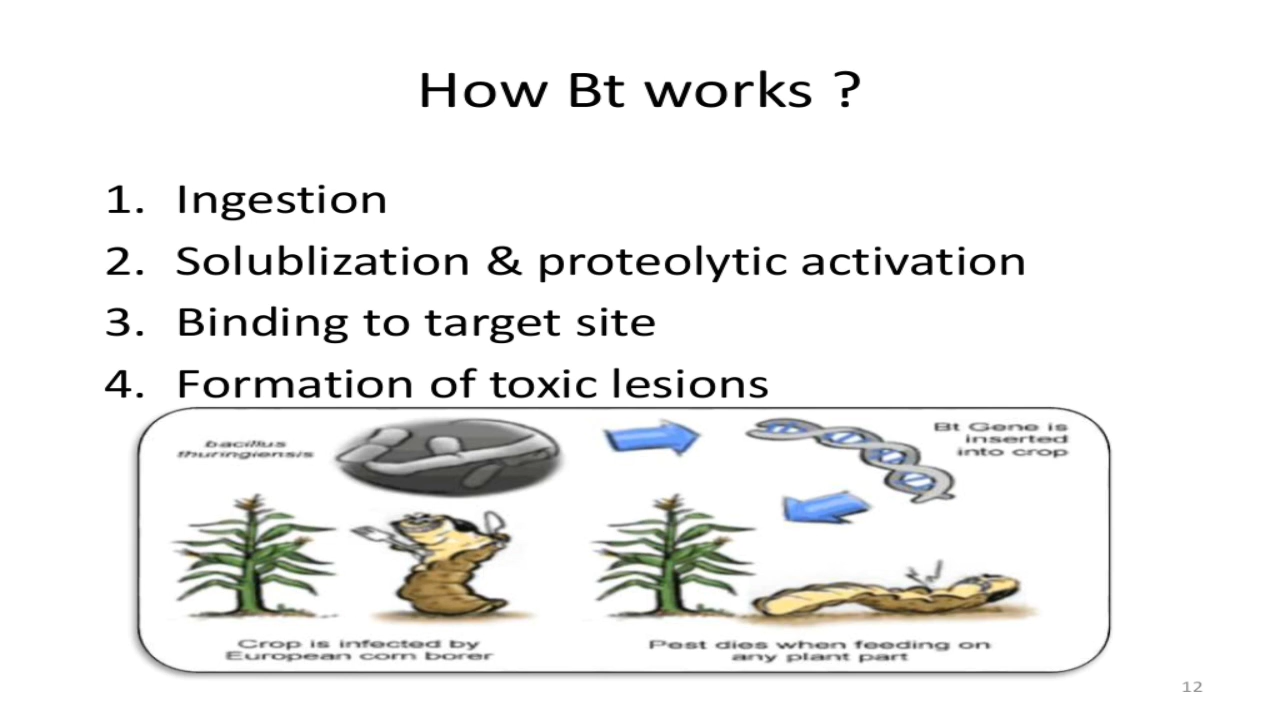 How Bt works ?
1. Ingestion
2. Solublization & proteolytic activation
3. Binding to target site
4. Formation of toxic lesions
bacillus
thuringiensis
Bt Gene is
inserted
into crop
Crop is infected by
European corn borer
Pest dies when feeding on
any plant part
12